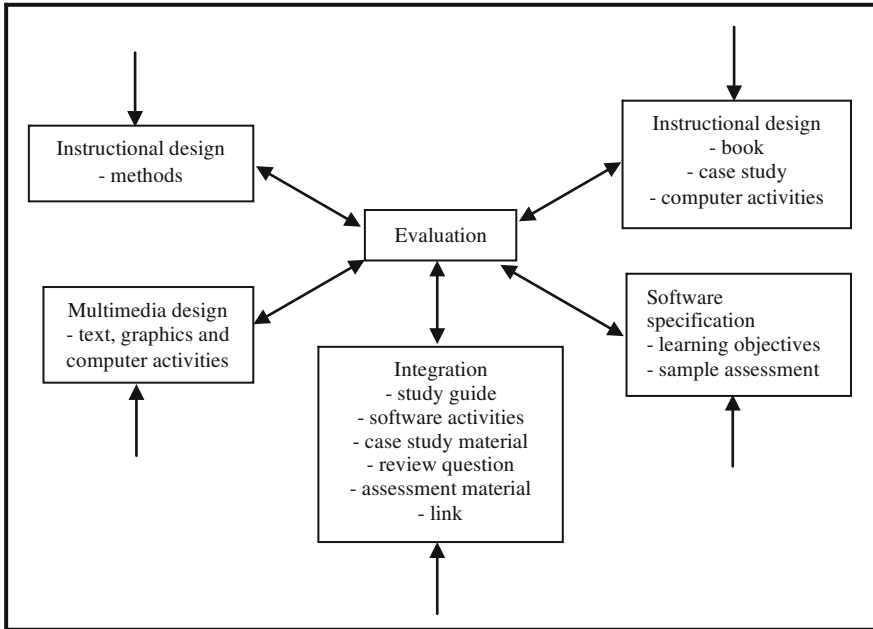 Instructional design
- methods
Instructional design
- book
- case study
- computer activities
Evaluation
Multimedia design
- text, graphics and
computer activities
Software
specification
- learning objectives
- sample assessment
Integration
- study guide
- software activities
- case study material
- review question
- assessment material
- link